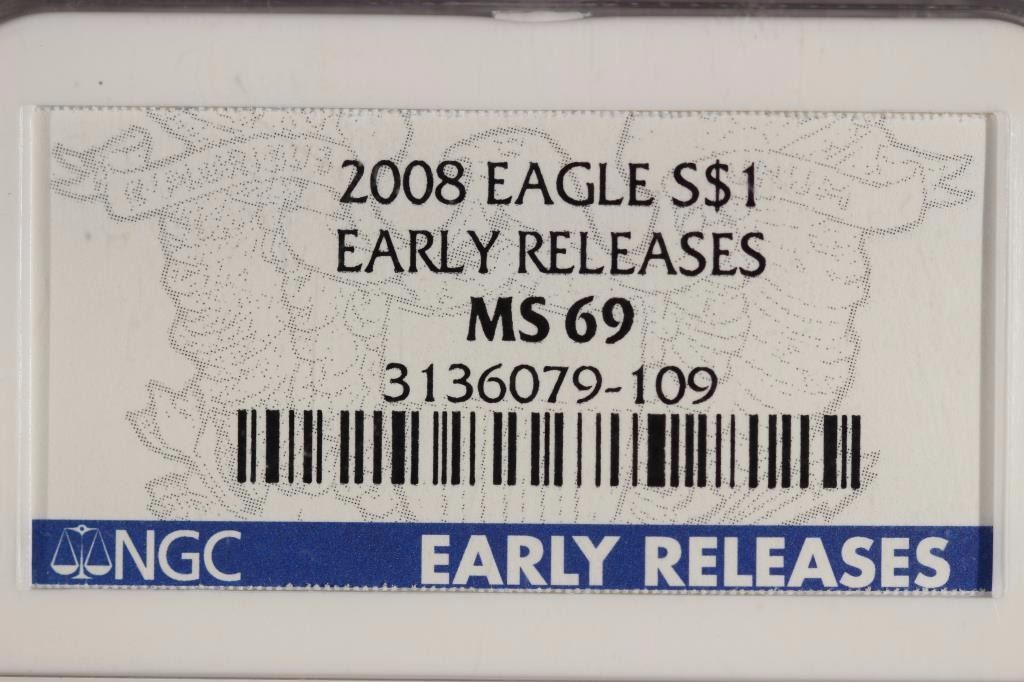 2008 EAGLE S$1
EARLY RELEASES
MS 69
3136079-109
NGC
EARLY RELEASES